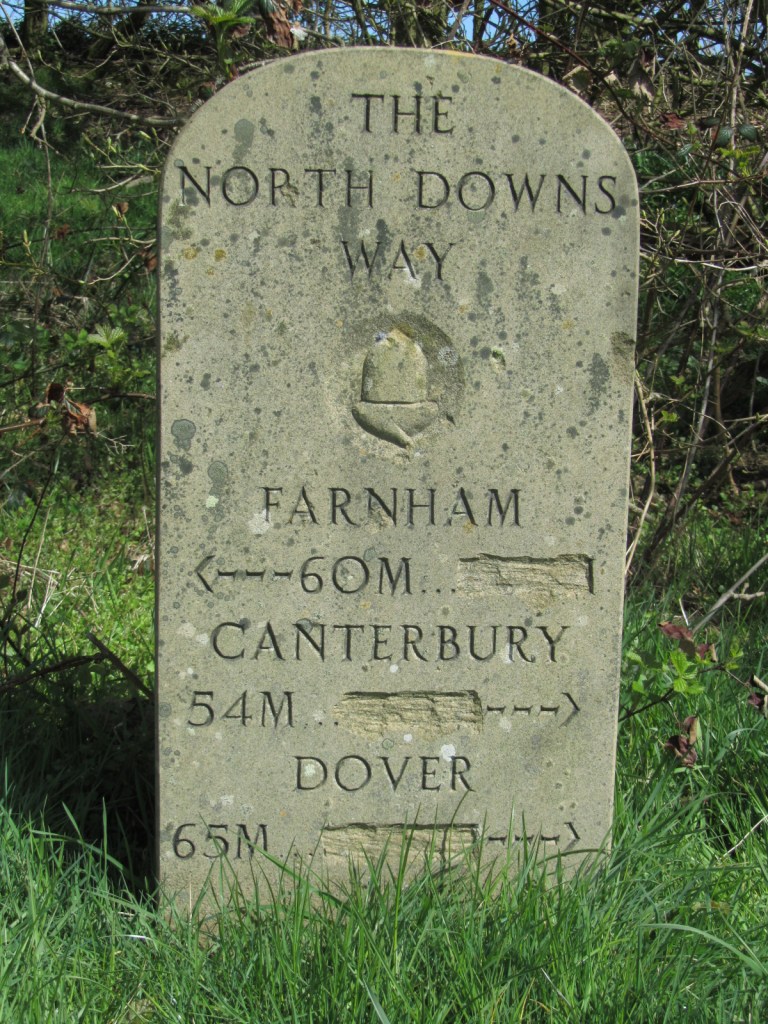 THE
NORTH DOWNS
WAY
FARNHAM
<---60M...
CANTERBURY
54M... --->
DOVER
65M... --->